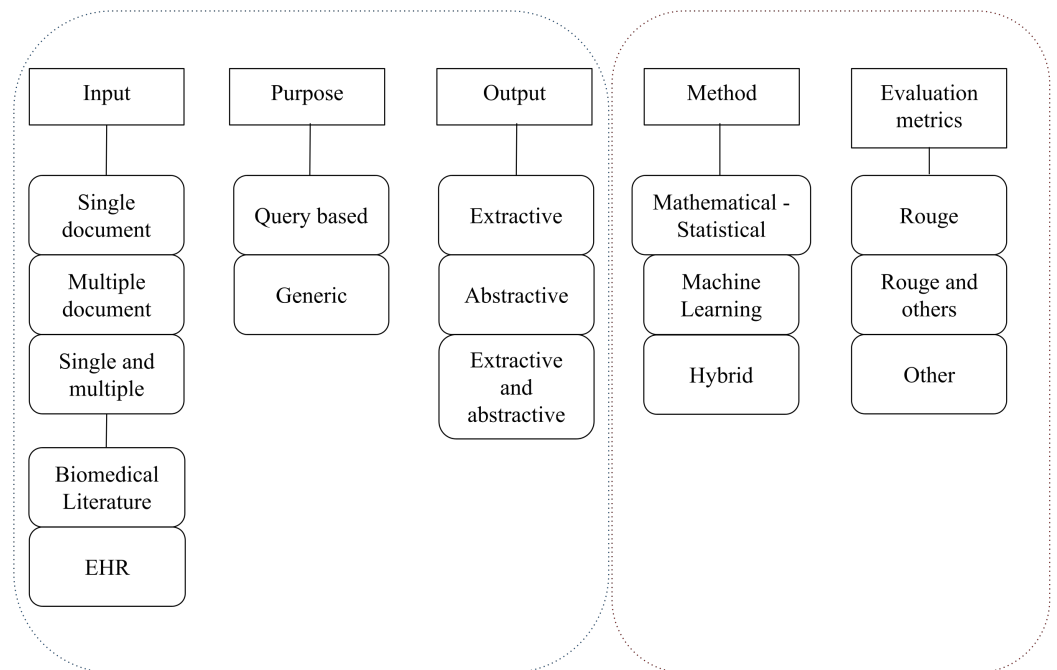 Input
Purpose
Output
Method
Evaluation
metrics
Single
document
Multiple
document
Single and
multiple
Biomedical
Literature
EHR
Query based
Generic
Extractive
Abstractive
Extractive
and
abstractive
Mathematical -
Statistical
Machine
Learning
Hybrid
Rouge
Rouge and
others
Other